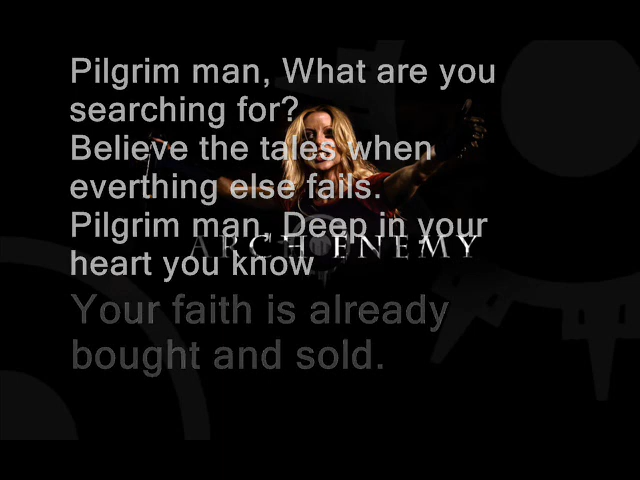 Pilgrim man, What are you
searching for?
Believe the tales when
everthing else fails.
Pilgrim man, Deep in your
ARCH ENEMY
heart you know
Your faith is already
bought and sold.